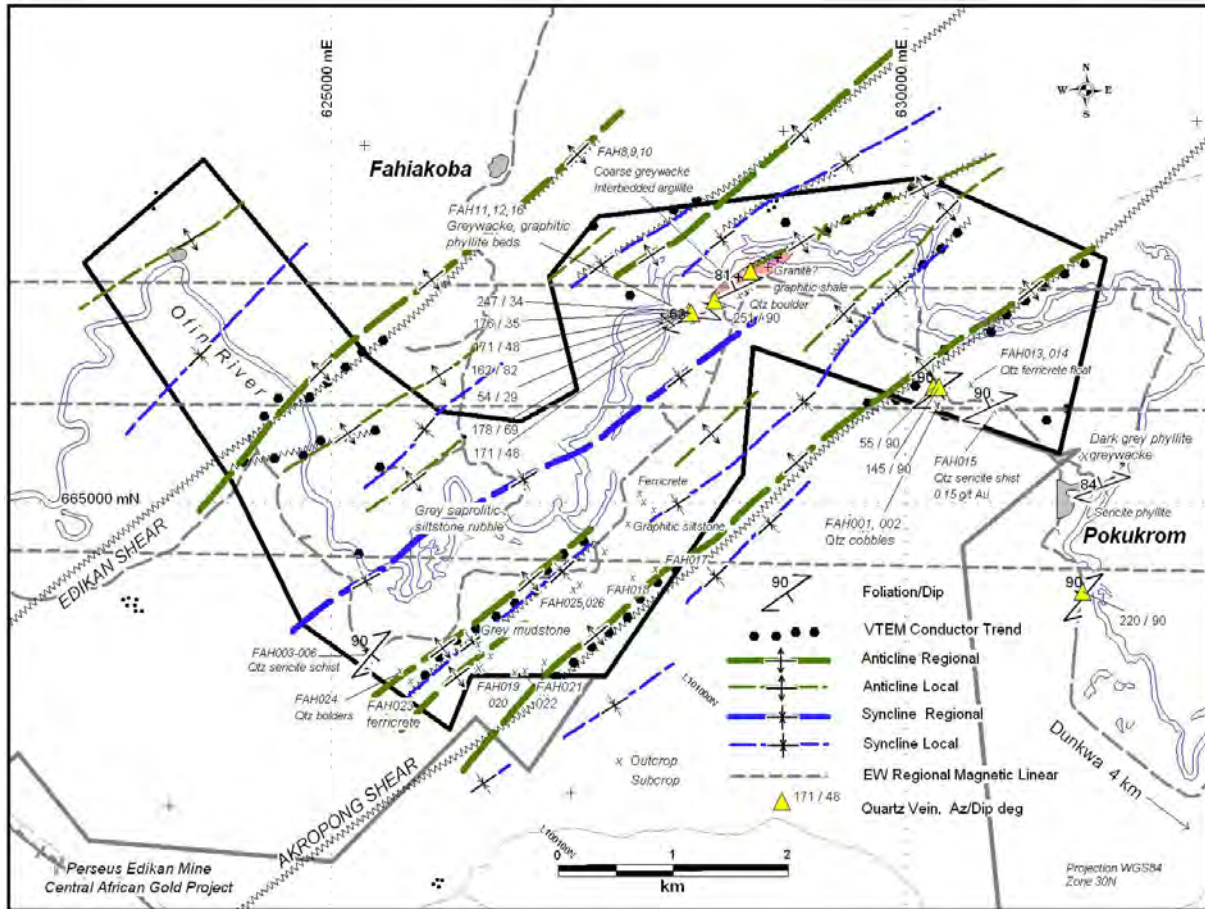 625000 mE
630000 mE
N
W E
S
Fahiakoba
FAH8,9,10
Coarse greywacke
Interbedded argillite
FAH11,12,16
Greywacke, graphitic
phyllite beds
Ofin River
81
Granite?
graphitic shale
Qtz boulder
63
251 / 90
247 / 34
176 / 35
171 / 48
162 / 82
54 / 29
178 / 69
171 / 48
90
FAH013, 014
Qtz ferricrete float
90
55 / 90
145 / 90
FAH015
Qtz sericite schist
0.15 g/t Au
FAH001, 002
Qtz cobbles
Dark grey phyllite
greywacke
84
Sericite phyllite
Pokukrom
665000 mN
EDIKAN SHEAR
Grey saprolitic
siltstone rubble
Ferricrete
Graphitic siltstone
FAH017
FAH018
FAH025,026
Grey mudstone
90
FAH003-006
Qtz sericite schist
FAH024
Qtz bolders
FAH023
ferricrete
FAH019
020
FAH021
022
90
220 / 90
90
Foliation/Dip
VTEM Conductor Trend
Anticline Regional
Anticline Local
Syncline Regional
Syncline Local
EW Regional Magnetic Linear
171 / 48
Quartz Vein. Az/Dip deg
L101000N
x Outcrop
Subcrop
Dunkwa 4 km
AKROPONG SHEAR
L100100N
0 1 2
km
Perseus Edikan Mine
Central African Gold Project
Projection WGS84
Zone 30N